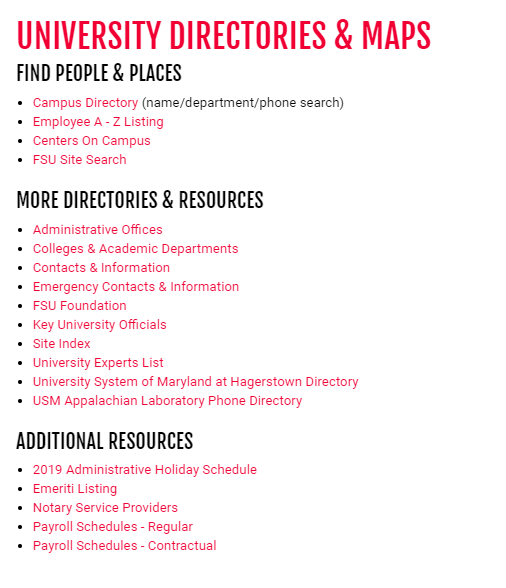 UNIVERSITY DIRECTORIES & MAPS
FIND PEOPLE & PLACES
Campus Directory (name/department/phone search)
Employee A - Z Listing
Centers On Campus
FSU Site Search
MORE DIRECTORIES & RESOURCES
Administrative Offices
Colleges & Academic Departments
Contacts & Information
Emergency Contacts & Information
FSU Foundation
Key University Officials
Site Index
University Experts List
University System of Maryland at Hagerstown Directory
USM Appalachian Laboratory Phone Directory
ADDITIONAL RESOURCES
2019 Administrative Holiday Schedule
Emeriti Listing
Notary Service Providers
Payroll Schedules - Regular
Payroll Schedules - Contractual